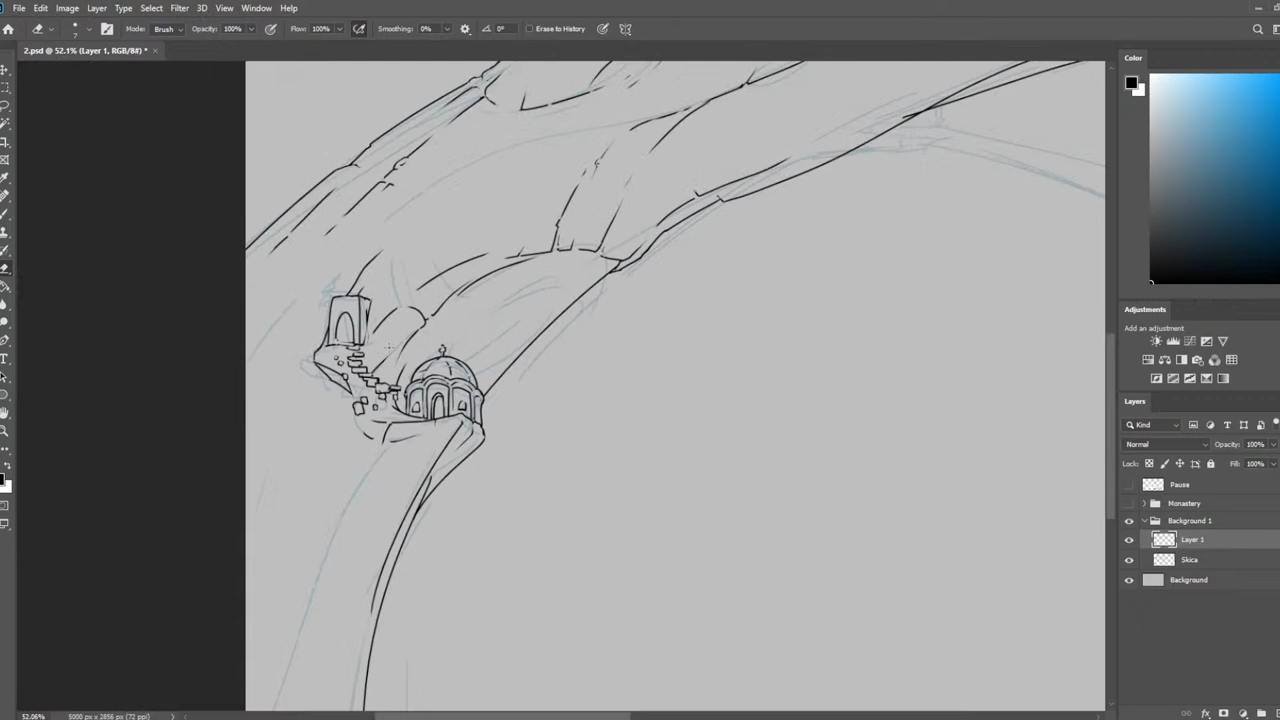 File Edit Image Layer Type Select Filter 3D View Window Help
Mode: Brush Opacity: 100% Flow: 100% Smoothing: 0% 0° Erase to History
2.psd @ 52.1% (Layer 1, RGB/8#) * ×
Color
Adjustments
Add an adjustment
Layers
Kind
Normal Opacity: 100%
Lock: Fill: 100%
Pause
Monastery
Background 1
Layer 1
Skica
Background
52.06% 5000 px x 2856 px (72 ppi)